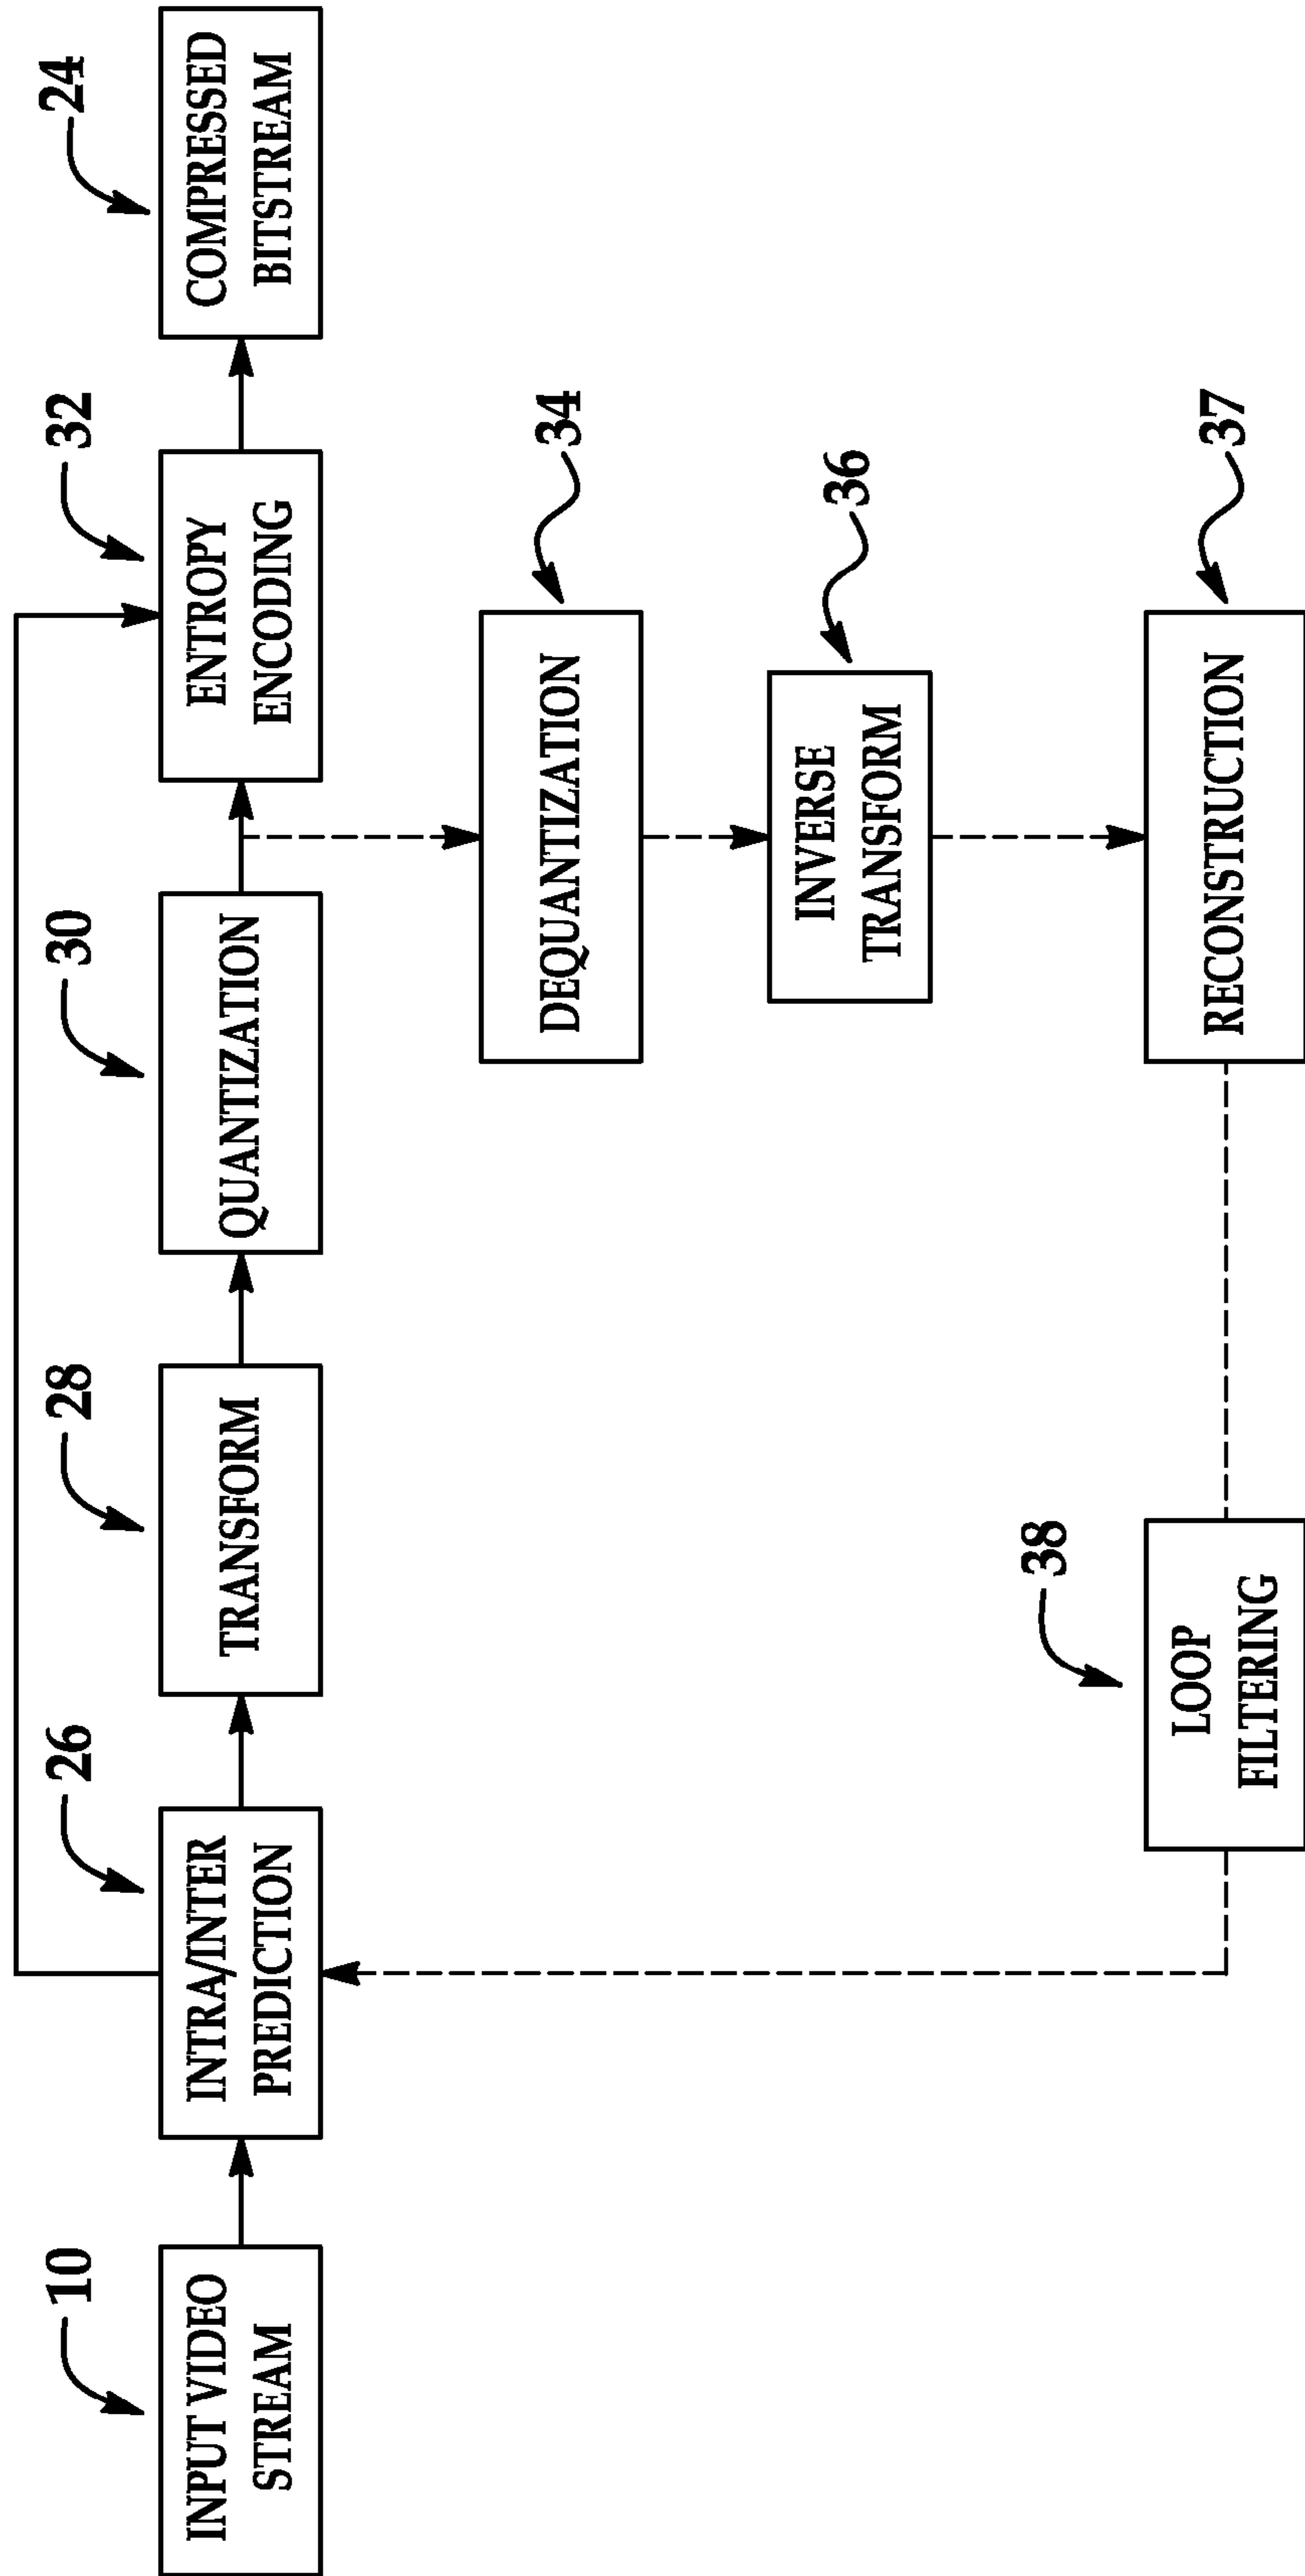 10
INPUT VIDEO
STREAM
26
INTRA/INTER
PREDICTION
28
TRANSFORM
30
QUANTIZATION
32
ENTROPY
ENCODING
24
COMPRESSED
BITSTREAM
34
DEQUANTIZATION
36
INVERSE
TRANSFORM
38
LOOP
FILTERING
37
RECONSTRUCTION